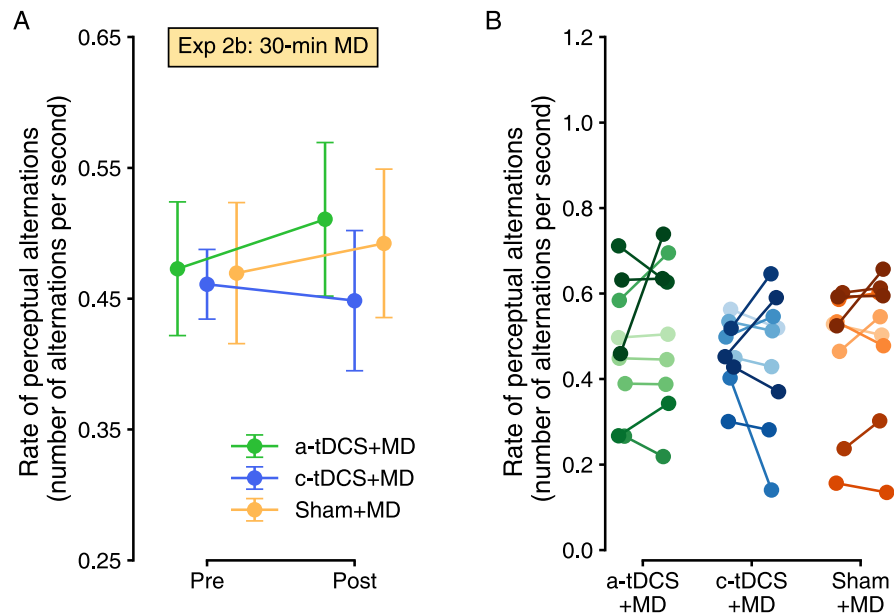 A
Exp 2b: 30-min MD
Rate of perceptual alternations
(number of alternations per second)
0.65
0.55
0.45
0.35
0.25
a-tDCS+MD
c-tDCS+MD
Sham+MD
Pre
Post
B
Rate of perceptual alternations
(number of alternations per second)
1.2
1.0
0.8
0.6
0.4
0.2
0.0
a-tDCS
+MD
c-tDCS
+MD
Sham
+MD